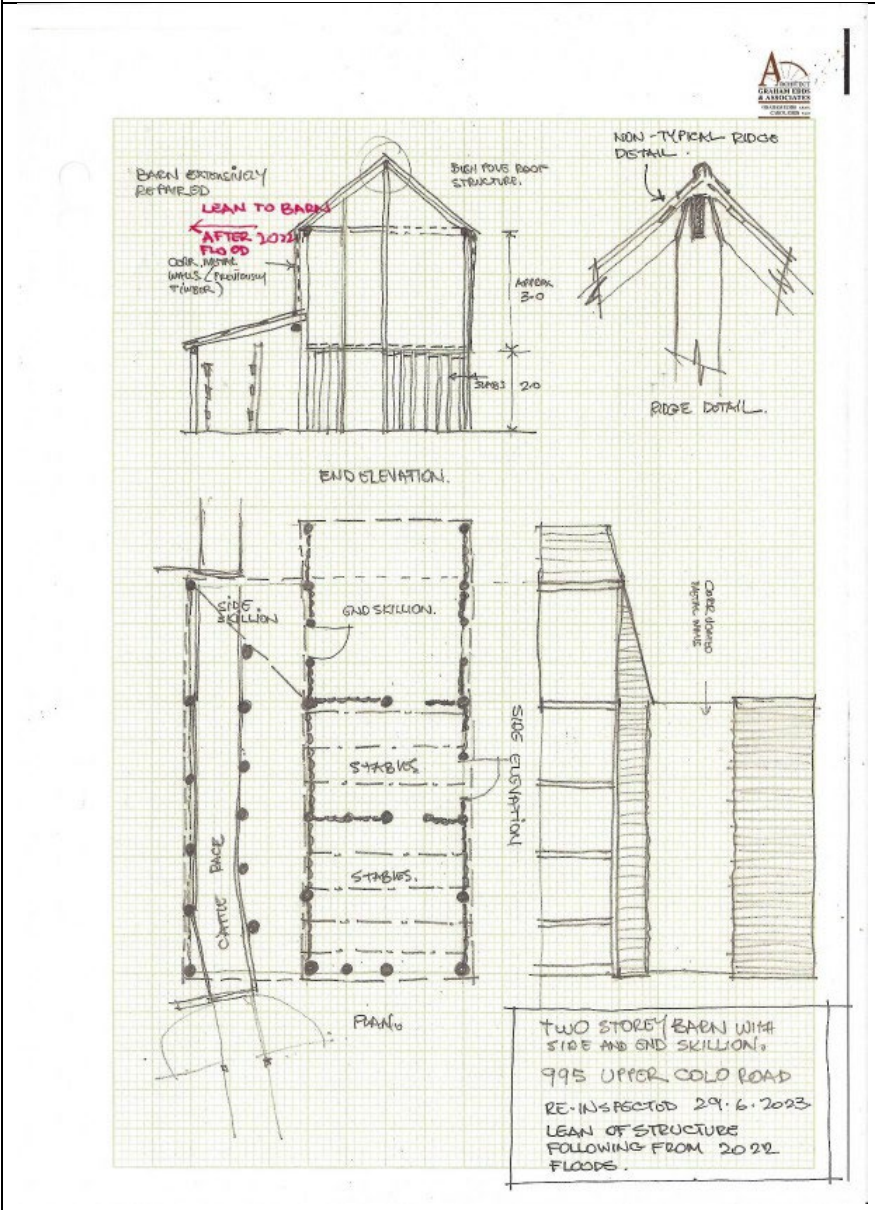 ARCHITECT
GRAHAM EDDS
& ASSOCIATES
NON-TYPICAL RIDGE
DETAIL.
BARN EXTENSIVELY
REPAIRED
BUSH POLE ROOF
STRUCTURE.
LEAN TO BARN
AFTER 2022
FLOOD
CORR. METAL
WALLS (PREVIOUSLY
TIMBER)
APPROX
3.0
SLABS
2.0
RIDGE DETAIL.
END ELEVATION.
SIDE
SKILLION
END SKILLION.
CORRUGATED
METAL WALLS
SIDE ELEVATION
STABLES.
STABLES.
CATTLE RACE
PLAN.
TWO STOREY BARN WITH
SIDE AND END SKILLION.
995 UPPER COLO ROAD
RE-INSPECTED 29.6.2023
LEAN OF STRUCTURE
FOLLOWING FROM 2022
FLOODS.